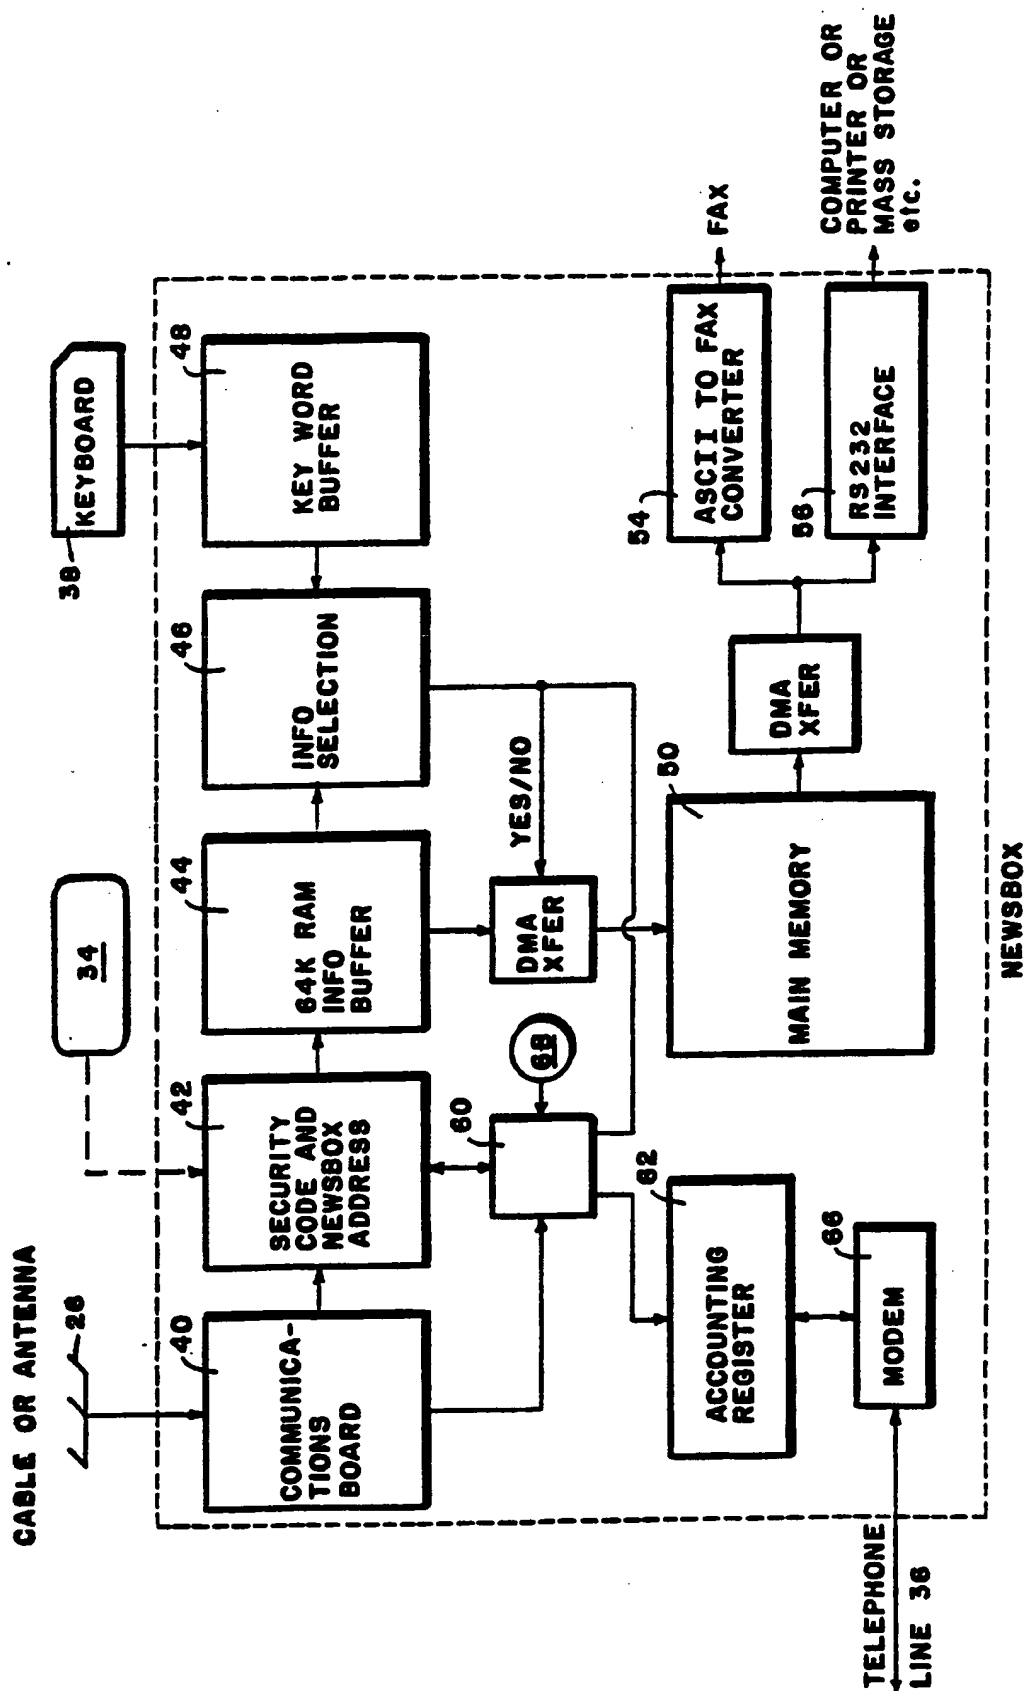 CABLE OR ANTENNA
26
34
38
KEYBOARD
40
COMMUNICA-
TIONS
BOARD
42
SECURITY
CODE AND
NEWSBOX
ADDRESS
44
64K RAM
INFO
BUFFER
46
INFO
SELECTION
48
KEY WORD
BUFFER
60
68
DMA
XFER
YES/NO
62
ACCOUNTING
REGISTER
50
MAIN MEMORY
DMA
XFER
54
ASCII TO FAX
CONVERTER
FAX
66
MODEM
56
RS232
INTERFACE
COMPUTER OR
PRINTER OR
MASS STORAGE
etc.
TELEPHONE
LINE 36
NEWSBOX